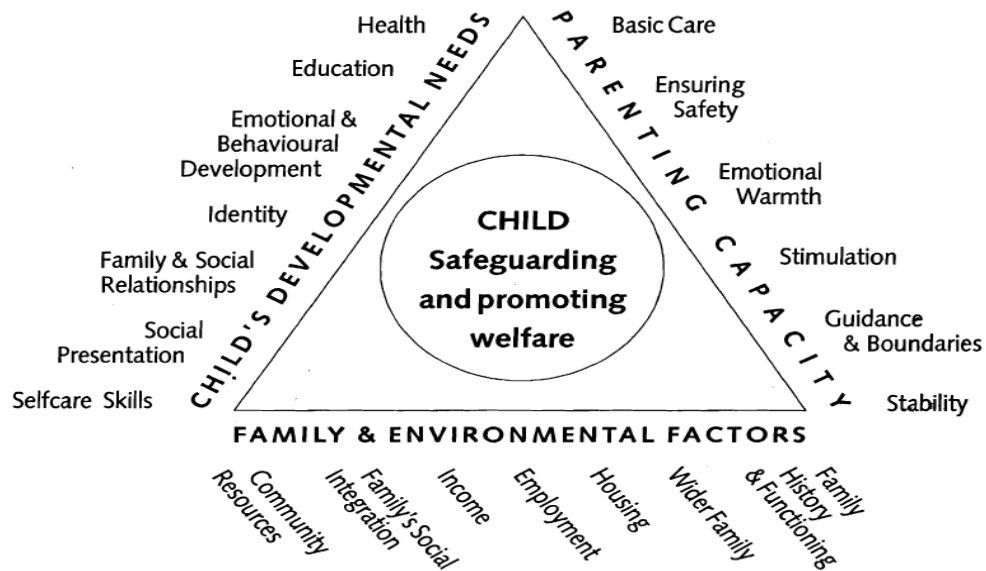 Health
Education
Emotional &
Behavioural
Development
Identity
Family & Social
Relationships
Social
Presentation
Selfcare Skills
CHILD'S DEVELOPMENTAL NEEDS
CHILD
Safeguarding
and promoting
welfare
PARENTING CAPACITY
Basic Care
Ensuring
Safety
Emotional
Warmth
Stimulation
Guidance
& Boundaries
Stability
FAMILY & ENVIRONMENTAL FACTORS
Community
Resources
Family's Social
Integration
Income
Employment
Housing
Wider Family
Family
History
& Functioning